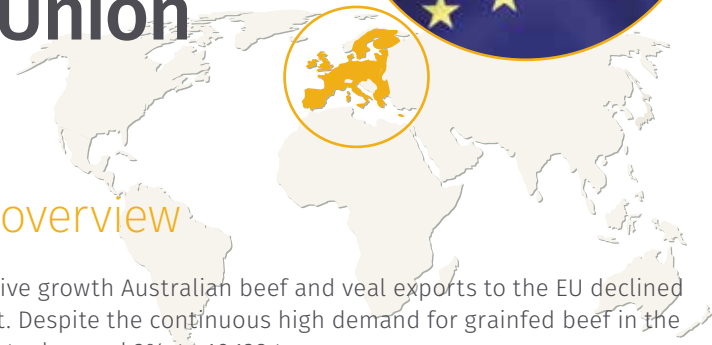 Union
overview
ive growth Australian beef and veal exports to the EU declined
t. Despite the continuous high demand for grainfed beef in the